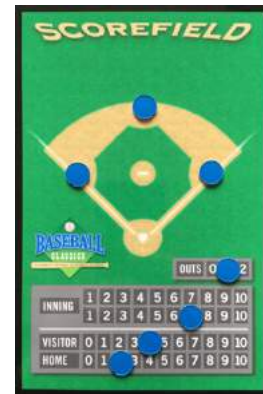 SCOREFIELD
BASEBALL
CLASSICS
OUTS 0 2
INNING 1 2 3 4 5 6 7 8 9 10
1 2 3 4 5 6 8 9 10
VISITOR 0 1 2 3 5 6 7 8 9 10
HOME 0 1 4 5 6 7 8 9 10